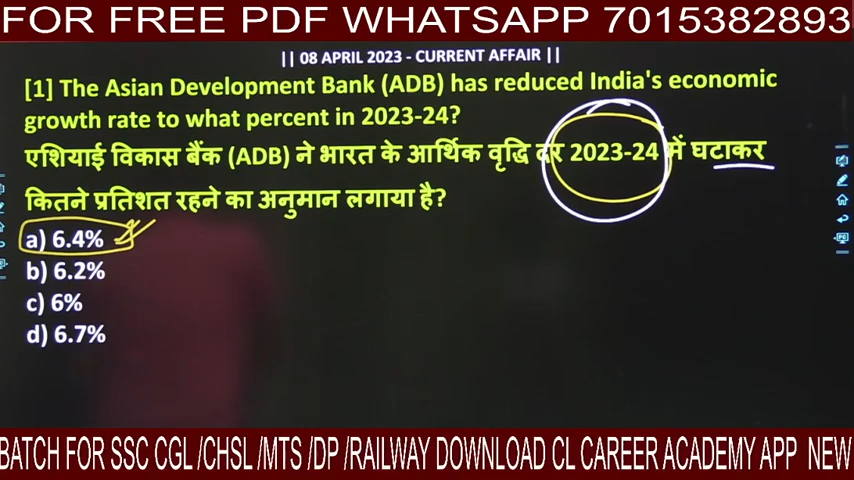 FOR FREE PDF WHATSAPP 7015382893
|| 08 APRIL 2023 - CURRENT AFFAIR ||
[1] The Asian Development Bank (ADB) has reduced India's economic
growth rate to what percent in 2023-24?
एशियाई विकास बैंक (ADB) ने भारत के आर्थिक वृद्धि दर 2023-24 में घटाकर
कितने प्रतिशत रहने का अनुमान लगाया है?
a) 6.4%
b) 6.2%
c) 6%
d) 6.7%
BATCH FOR SSC CGL /CHSL /MTS /DP /RAILWAY DOWNLOAD CL CAREER ACADEMY APP NEW